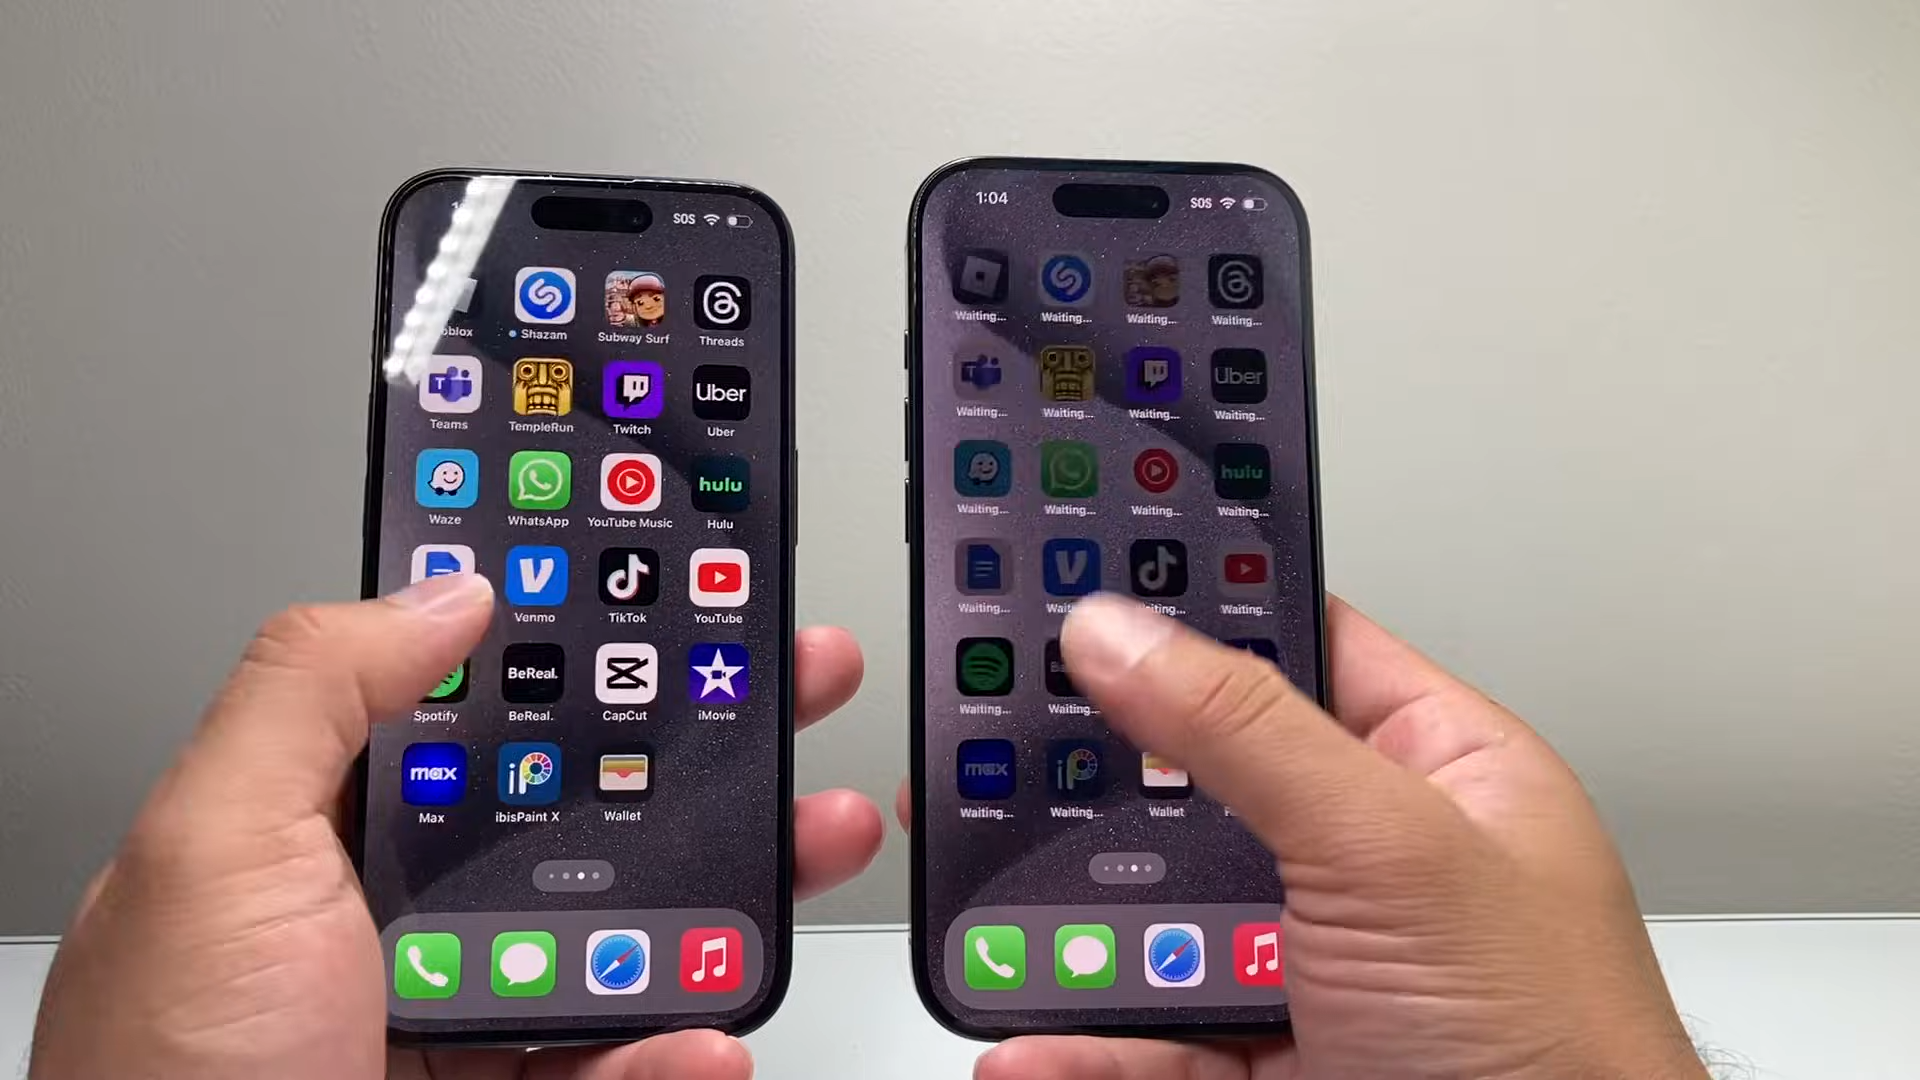 SOS
Shazam
Subway Surf
Threads
T
Uber
Teams
TempleRun
Twitch
Uber
hulu
Waze
WhatsApp
YouTube Music
Hulu
Venmo
TikTok
YouTube
BeReal.
Spotify
BeReal.
CapCut
iMovie
max
iP
Max
ibisPaint X
Wallet
1:04
SOS
Waiting...
Waiting...
Waiting...
Waiting...
T
Uber
Waiting...
Waiting...
Waiting...
Waiting...
hulu
Waiting...
Waiting...
Waiting...
Waiting...
Waiting...
Waiting...
Waiting...
Waiting...
max
iP
Waiting...
Waiting...
Wallet